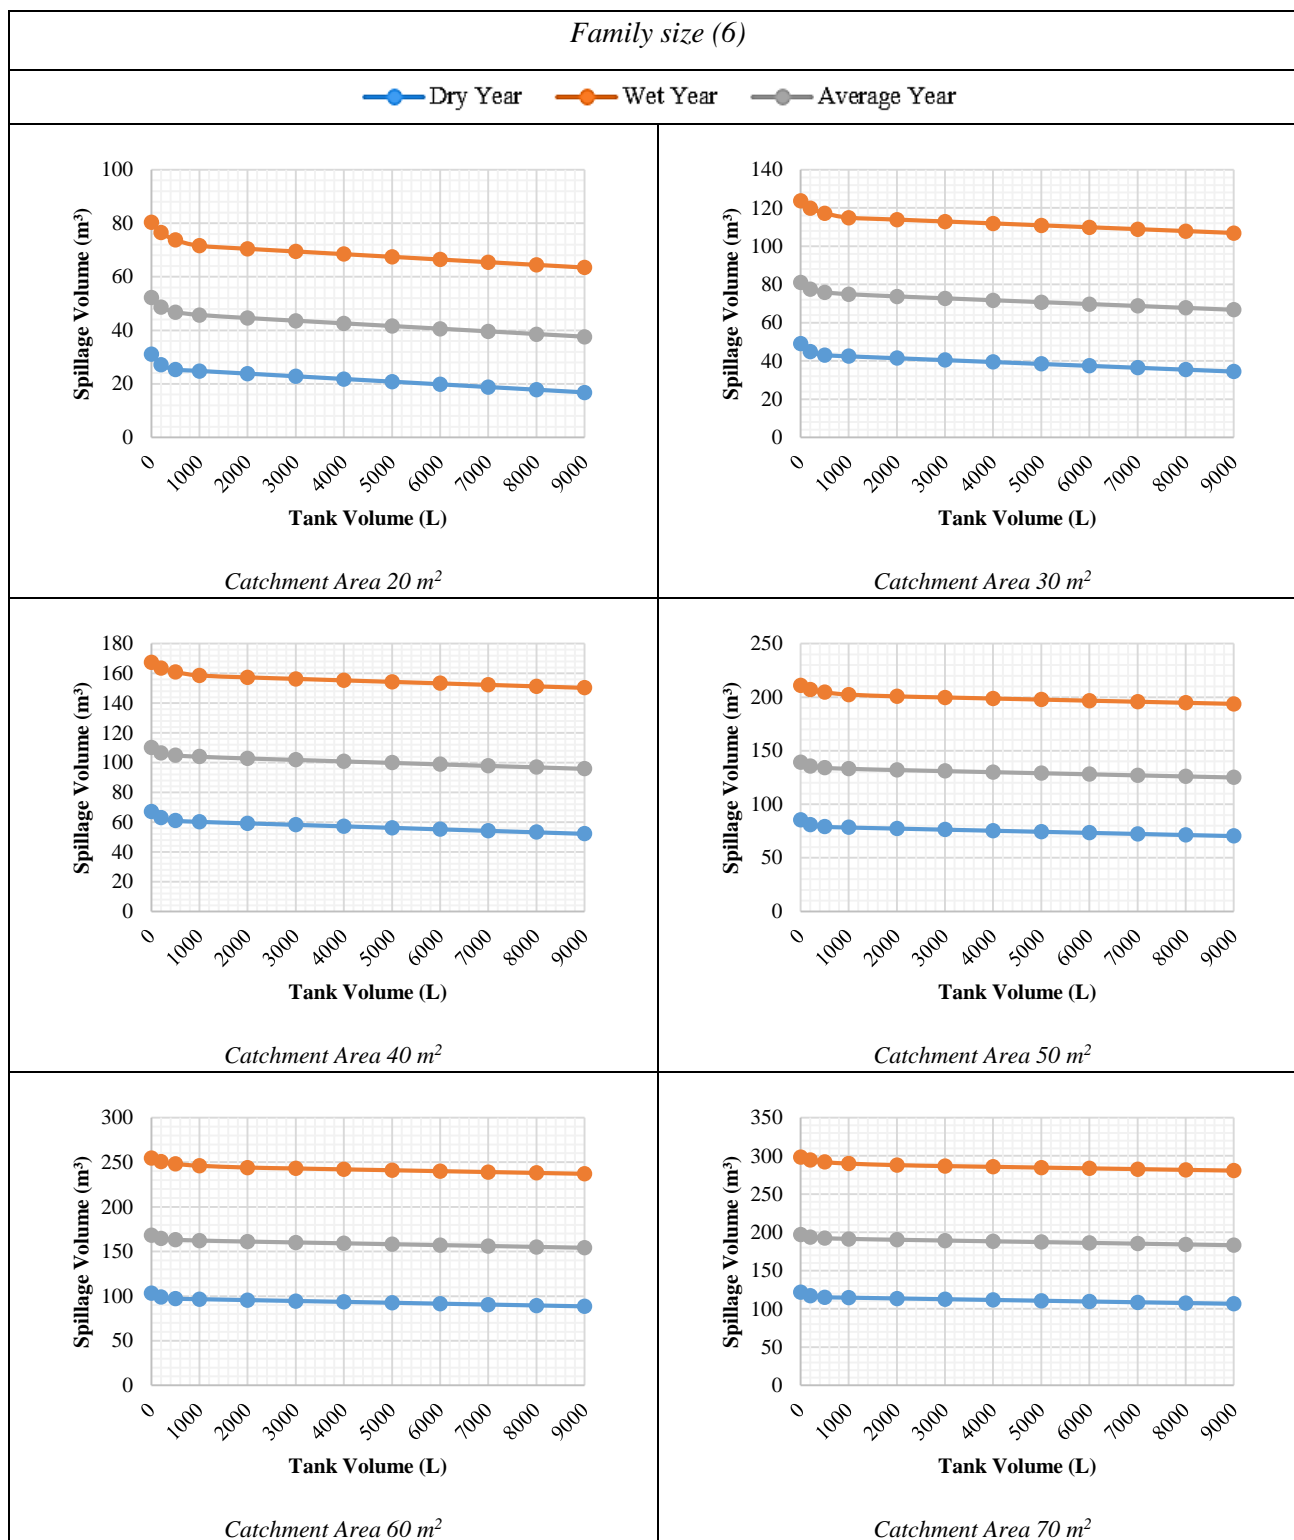 Family size (6)
Dry Year Wet Year Average Year
100
80
60
40
20
0
Spillage Volume (m³)
0 1000 2000 3000 4000 5000 6000 7000 8000 9000
Tank Volume (L)
Catchment Area 20 m²
140
120
100
80
60
40
20
0
Spillage Volume (m³)
0 1000 2000 3000 4000 5000 6000 7000 8000 9000
Tank Volume (L)
Catchment Area 30 m²
180
160
140
120
100
80
60
40
20
0
Spillage Volume (m³)
0 1000 2000 3000 4000 5000 6000 7000 8000 9000
Tank Volume (L)
Catchment Area 40 m²
250
200
150
100
50
0
Spillage Volume (m³)
0 1000 2000 3000 4000 5000 6000 7000 8000 9000
Tank Volume (L)
Catchment Area 50 m²
300
250
200
150
100
50
0
Spillage Volume (m³)
0 1000 2000 3000 4000 5000 6000 7000 8000 9000
Tank Volume (L)
Catchment Area 60 m²
350
300
250
200
150
100
50
0
Spillage Volume (m³)
0 1000 2000 3000 4000 5000 6000 7000 8000 9000
Tank Volume (L)
Catchment Area 70 m²